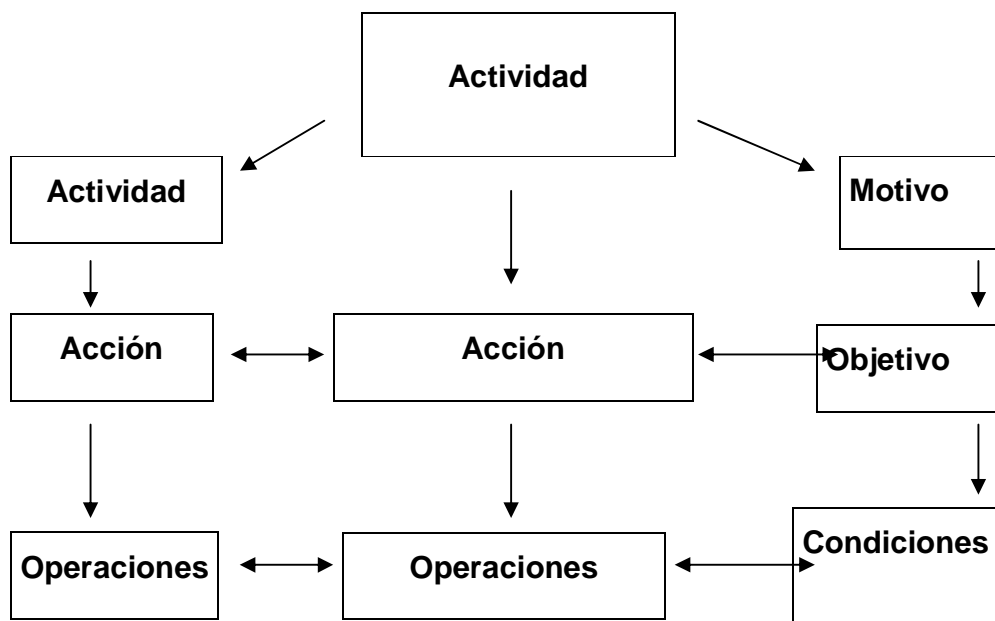 Actividad
Actividad
Motivo
Acción
Acción
Objetivo
Operaciones
Operaciones
Condiciones